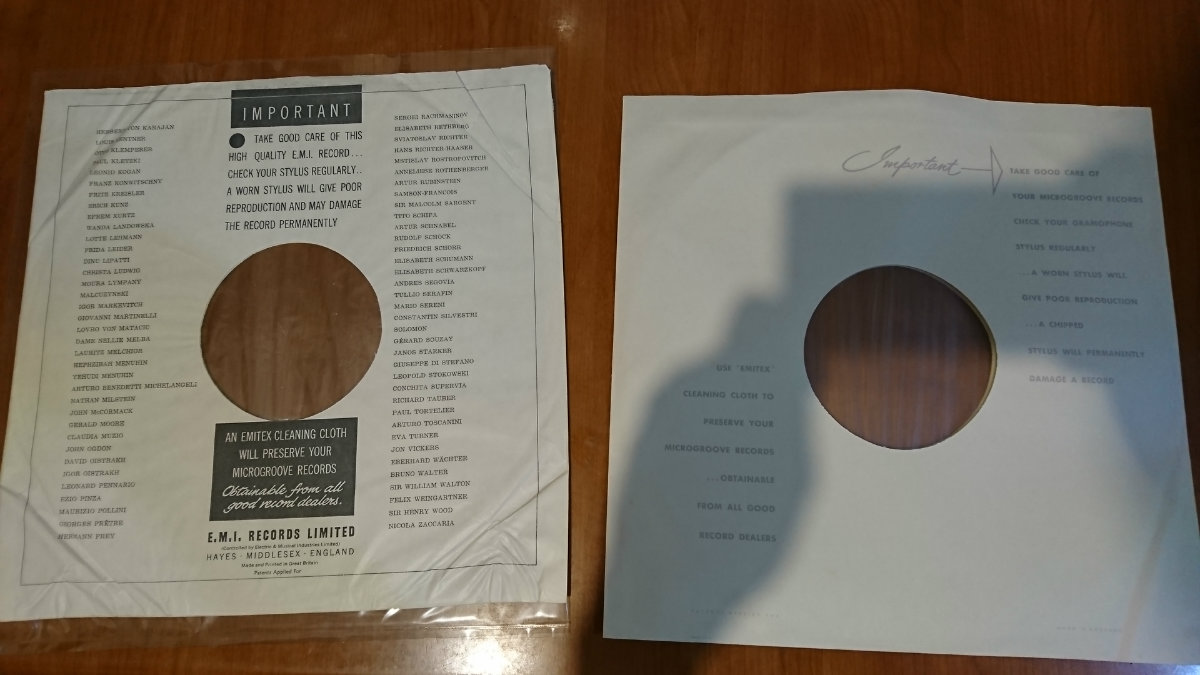 IMPORTANT
TAKE GOOD CARE OF THIS
HIGH QUALITY E.M.I. RECORD...
CHECK YOUR STYLUS REGULARLY..
A WORN STYLUS WILL GIVE POOR
REPRODUCTION AND MAY DAMAGE
THE RECORD PERMANENTLY
HERBERT VON KARAJAN
LOUIS KENTNER
OTTO KLEMPERER
PAUL KLETZKI
LEONID KOGAN
FRANZ KONWITSCHNY
FRITZ KREISLER
ERICH KUNZ
EFREM KURTZ
WANDA LANDOWSKA
LOTTE LEHMANN
FRIDA LEIDER
DINU LIPATTI
CHRISTA LUDWIG
MOURA LYMPANY
MALCUZYNSKI
IGOR MARKEVITCH
GIOVANNI MARTINELLI
LOVRO VON MATACIC
DAME NELLIE MELBA
LAURITZ MELCHIOR
HEPHZIBAH MENUHIN
YEHUDI MENUHIN
ARTURO BENEDETTI MICHELANGELI
NATHAN MILSTEIN
JOHN McCORMACK
GERALD MOORE
CLAUDIA MUZIO
JOHN OGDON
DAVID OISTRAKH
IGOR OISTRAKH
LEONARD PENNARIO
EZIO PINZA
MAURIZIO POLLINI
GEORGES PRÊTRE
HERMANN PREY
SERGEI RACHMANINOV
ELISABETH RETHBERG
SVIATOSLAV RICHTER
HANS RICHTER-HAASER
MSTISLAV ROSTROPOVITCH
ANNELIESE ROTHENBERGER
ARTUR RUBINSTEIN
SAMSON-FRANCOIS
SIR MALCOLM SARGENT
TITO SCHIPA
ARTUR SCHNABEL
RUDOLF SCHOCK
FRIEDRICH SCHORR
ELISABETH SCHUMANN
ELISABETH SCHWARZKOPF
ANDRES SEGOVIA
TULLIO SERAFIN
MARIO SERENI
CONSTANTIN SILVESTRI
SOLOMON
GÉRARD SOUZAY
JANOS STARKER
GIUSEPPE DI STEFANO
LEOPOLD STOKOWSKI
CONCHITA SUPERVIA
RICHARD TAUBER
PAUL TORTELIER
ARTURO TOSCANINI
EVA TURNER
JON VICKERS
EBERHARD WÄCHTER
BRUNO WALTER
SIR WILLIAM WALTON
FELIX WEINGARTNER
SIR HENRY WOOD
NICOLA ZACCARIA
AN EMITEX CLEANING CLOTH
WILL PRESERVE YOUR
MICROGROOVE RECORDS
Obtainable from all
good record dealers.
E.M.I. RECORDS LIMITED
(Controlled by Electric & Musical Industries Limited)
HAYES · MIDDLESEX · ENGLAND
Made and Printed in Great Britain
Patents Applied For
Important
TAKE GOOD CARE OF
YOUR MICROGROOVE RECORDS
CHECK YOUR GRAMOPHONE
STYLUS REGULARLY
...A WORN STYLUS WILL
GIVE POOR REPRODUCTION
...A CHIPPED
STYLUS WILL PERMANENTLY
DAMAGE A RECORD
USE "EMITEX"
CLEANING CLOTH TO
PRESERVE YOUR
MICROGROOVE RECORDS
...OBTAINABLE
FROM ALL GOOD
RECORD DEALERS